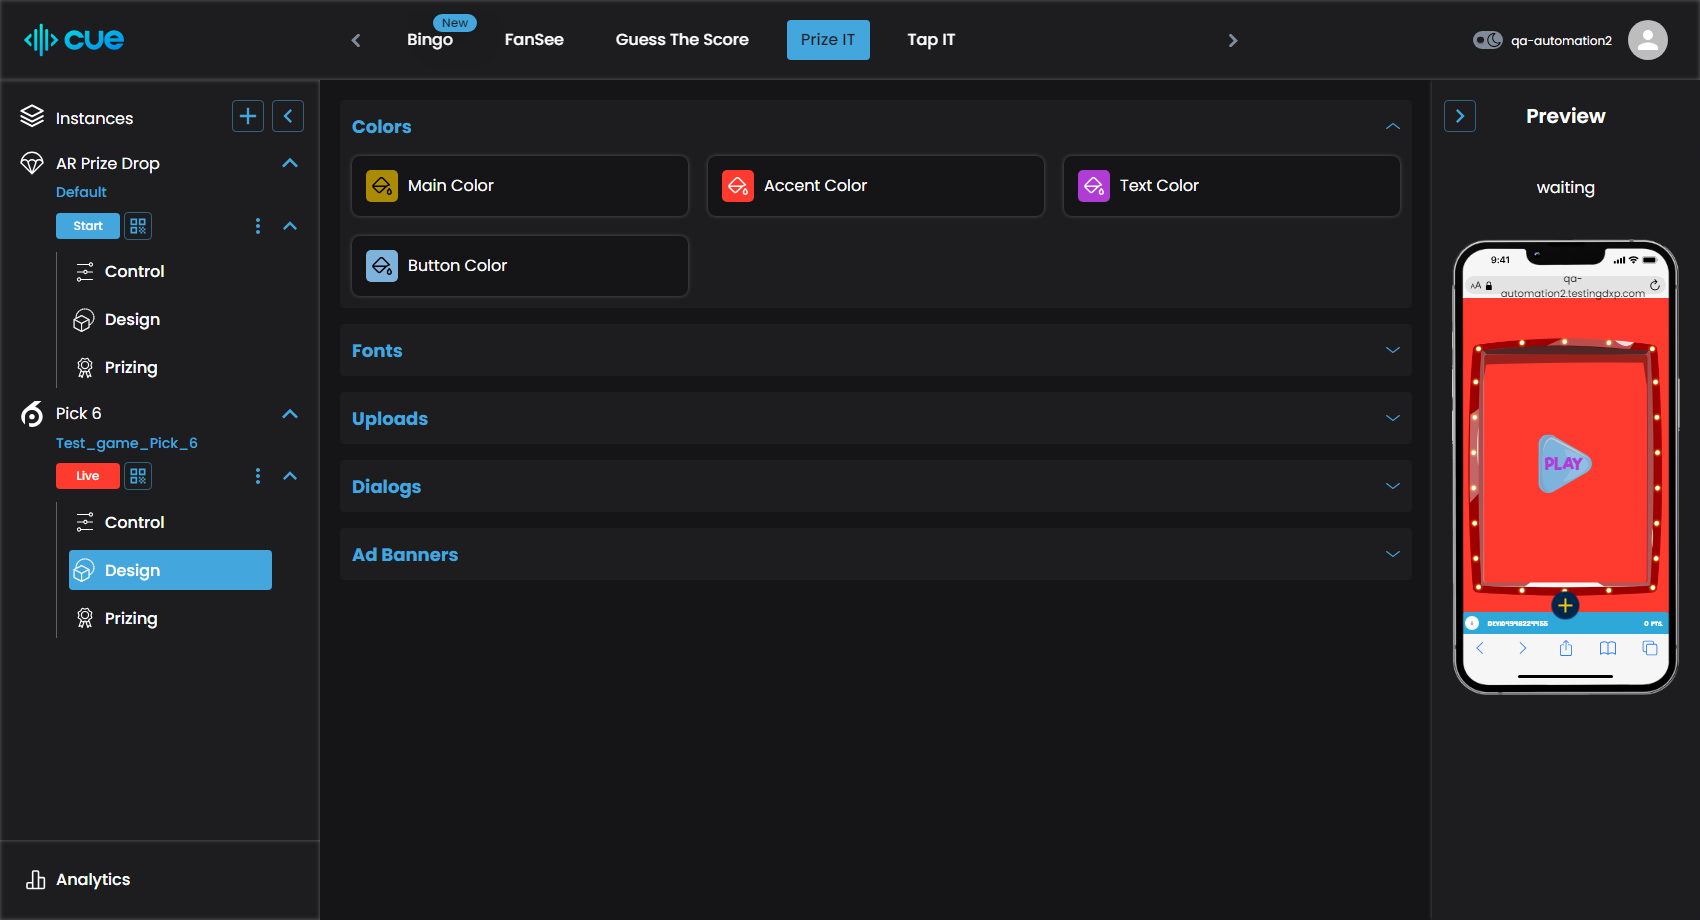 cue
Bingo
New
FanSee
Guess The Score
Prize IT
Tap IT
qa-automation2
Instances
AR Prize Drop
Default
Start
Control
Design
Prizing
Pick 6
Test_game_Pick_6
Live
Control
Design
Prizing
Analytics
Colors
Main Color
Accent Color
Text Color
Button Color
Fonts
Uploads
Dialogs
Ad Banners
Preview
waiting
9:41
AA
qa-
automation2.testingdxp.com
PLAY
0 PTS.